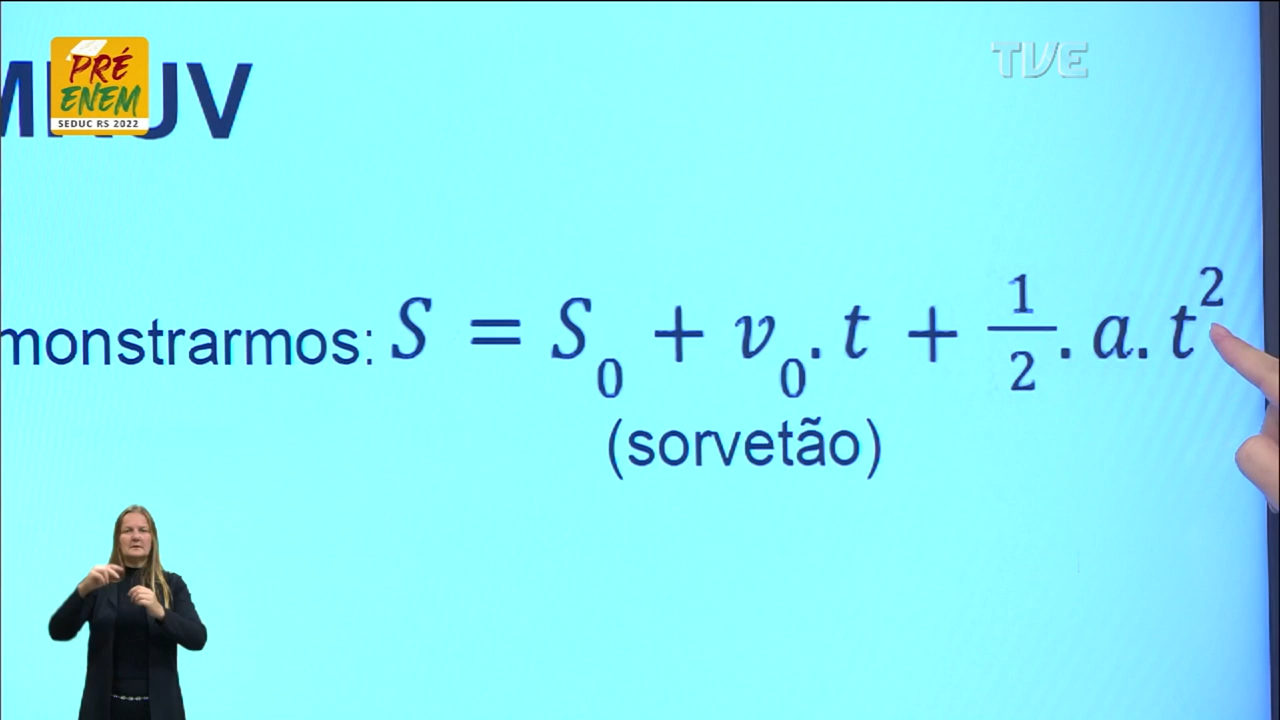 PRÉ
ENEM
SEDUC RS 2022
TVE
monstrarmos: S = S₀ + v₀. t + 1/2 . a. t²
(sorvetão)